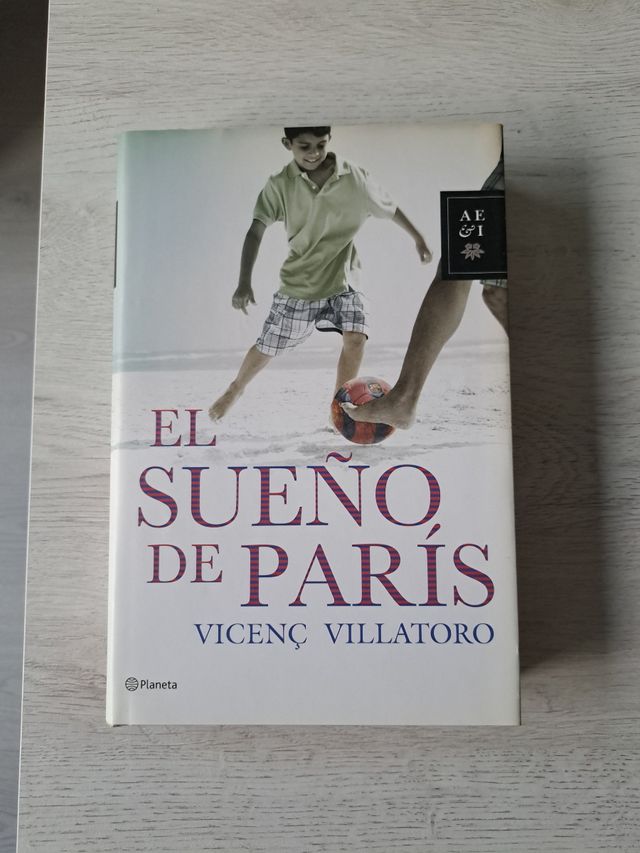 AE
& I
EL
SUEÑO
DE PARÍS
VICENÇ VILLATORO
Planeta